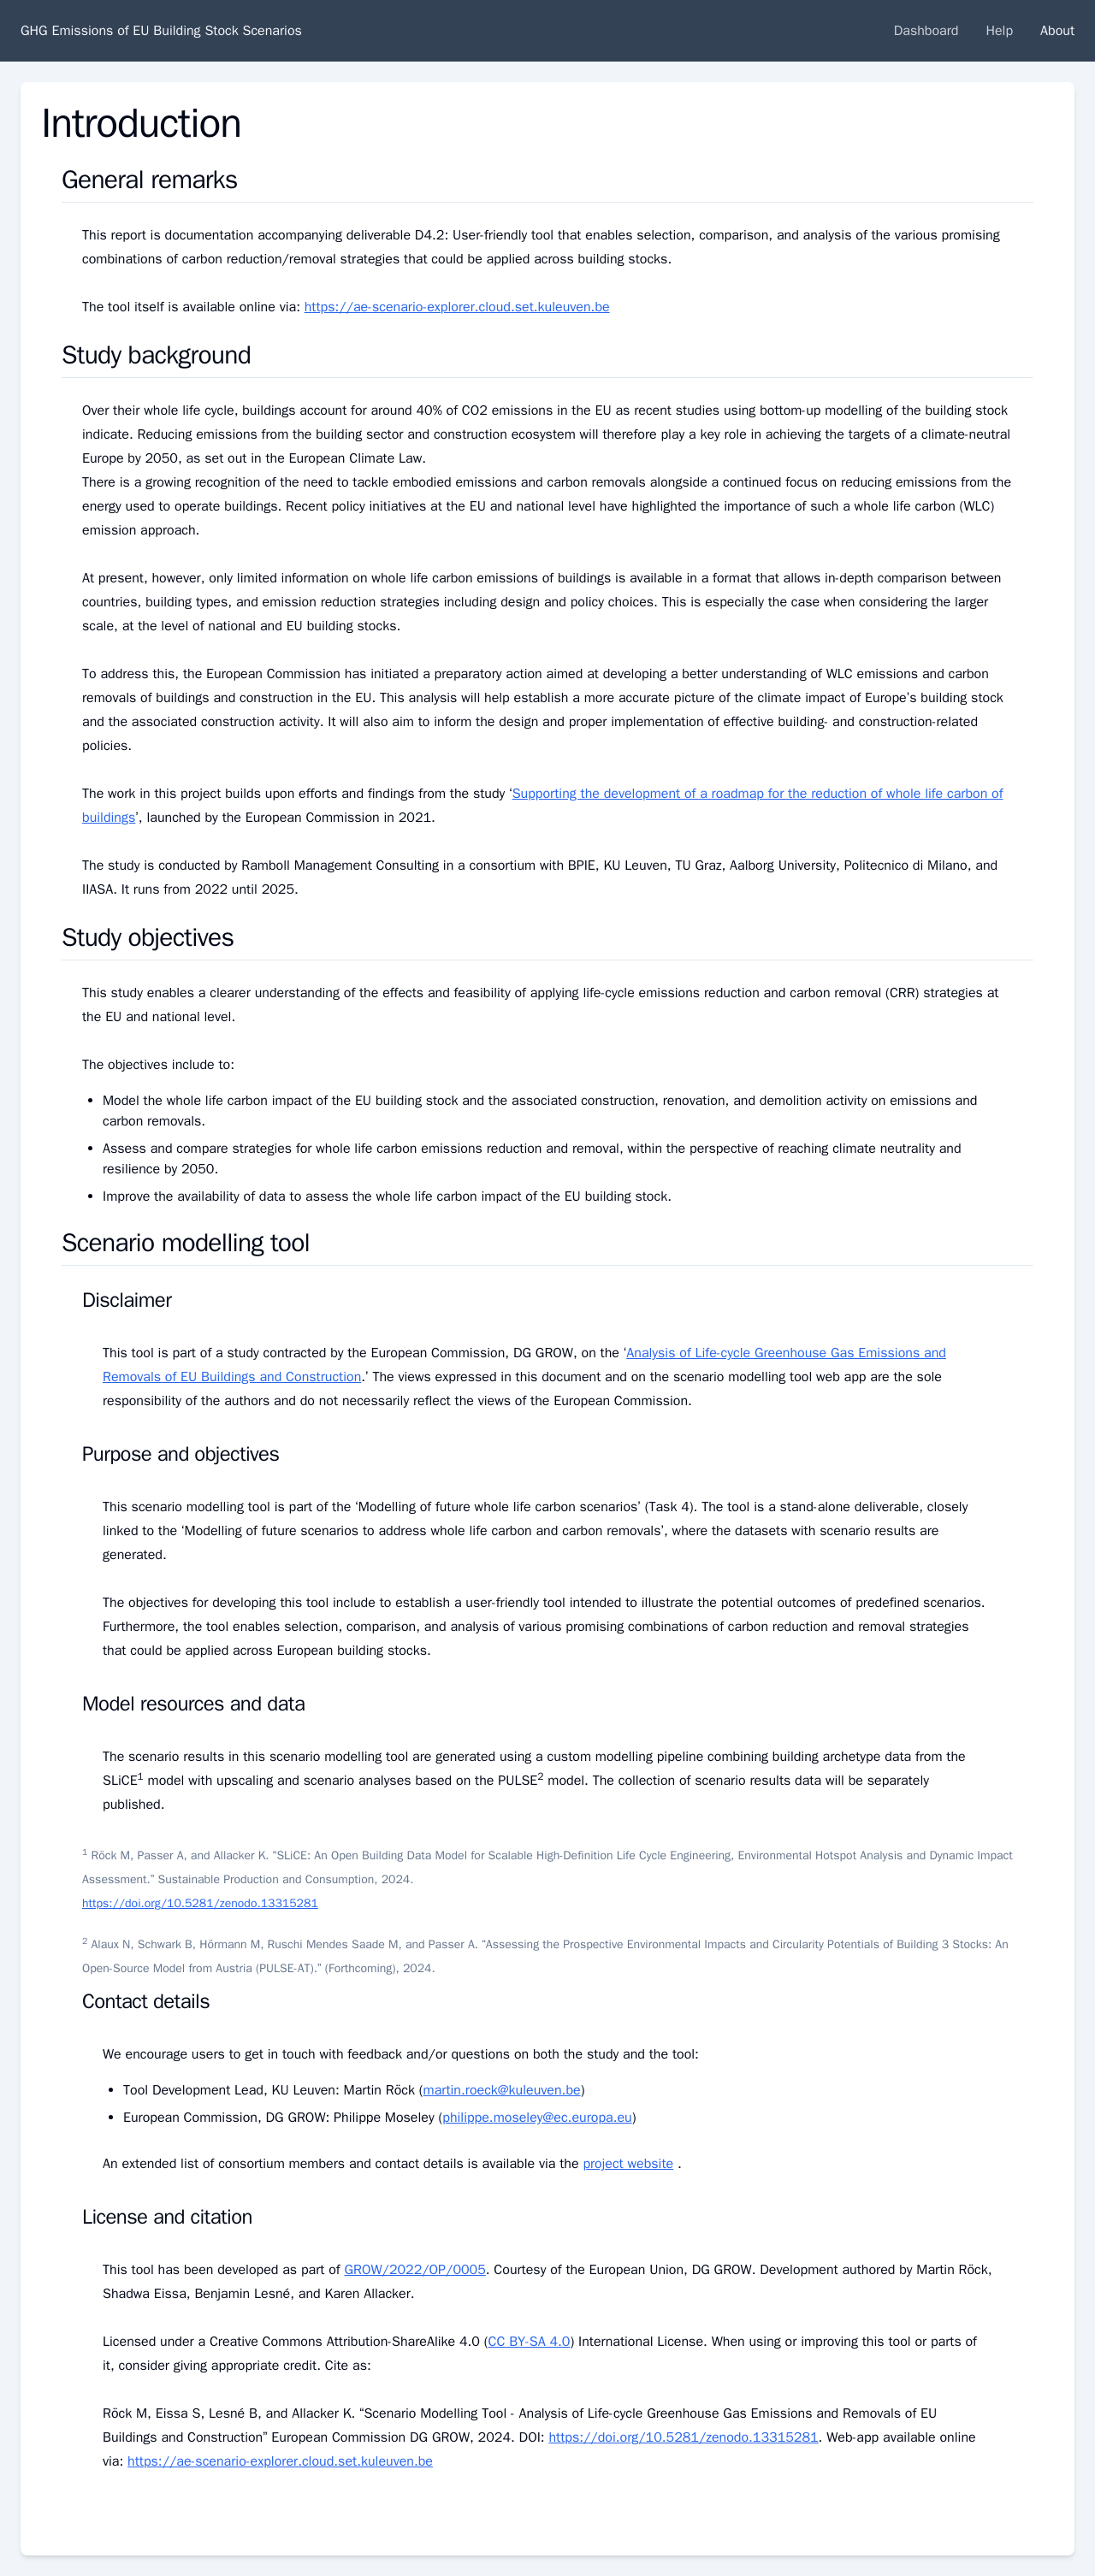 GHG Emissions of EU Building Stock Scenarios
Dashboard Help About
Introduction
General remarks
This report is documentation accompanying deliverable D4.2: User-friendly tool that enables selection, comparison, and analysis of the various promising
combinations of carbon reduction/removal strategies that could be applied across building stocks.
The tool itself is available online via: https://ae-scenario-explorer.cloud.set.kuleuven.be
Study background
Over their whole life cycle, buildings account for around 40% of CO2 emissions in the EU as recent studies using bottom-up modelling of the building stock
indicate. Reducing emissions from the building sector and construction ecosystem will therefore play a key role in achieving the targets of a climate-neutral
Europe by 2050, as set out in the European Climate Law.
There is a growing recognition of the need to tackle embodied emissions and carbon removals alongside a continued focus on reducing emissions from the
energy used to operate buildings. Recent policy initiatives at the EU and national level have highlighted the importance of such a whole life carbon (WLC)
emission approach.
At present, however, only limited information on whole life carbon emissions of buildings is available in a format that allows in-depth comparison between
countries, building types, and emission reduction strategies including design and policy choices. This is especially the case when considering the larger
scale, at the level of national and EU building stocks.
To address this, the European Commission has initiated a preparatory action aimed at developing a better understanding of WLC emissions and carbon
removals of buildings and construction in the EU. This analysis will help establish a more accurate picture of the climate impact of Europe's building stock
and the associated construction activity. It will also aim to inform the design and proper implementation of effective building- and construction-related
policies.
The work in this project builds upon efforts and findings from the study ‘Supporting the development of a roadmap for the reduction of whole life carbon of
buildings’, launched by the European Commission in 2021.
The study is conducted by Ramboll Management Consulting in a consortium with BPIE, KU Leuven, TU Graz, Aalborg University, Politecnico di Milano, and
IIASA. It runs from 2022 until 2025.
Study objectives
This study enables a clearer understanding of the effects and feasibility of applying life-cycle emissions reduction and carbon removal (CRR) strategies at
the EU and national level.
The objectives include to:
• Model the whole life carbon impact of the EU building stock and the associated construction, renovation, and demolition activity on emissions and
carbon removals.
• Assess and compare strategies for whole life carbon emissions reduction and removal, within the perspective of reaching climate neutrality and
resilience by 2050.
• Improve the availability of data to assess the whole life carbon impact of the EU building stock.
Scenario modelling tool
Disclaimer
This tool is part of a study contracted by the European Commission, DG GROW, on the ‘Analysis of Life-cycle Greenhouse Gas Emissions and
Removals of EU Buildings and Construction.’ The views expressed in this document and on the scenario modelling tool web app are the sole
responsibility of the authors and do not necessarily reflect the views of the European Commission.
Purpose and objectives
This scenario modelling tool is part of the ‘Modelling of future whole life carbon scenarios’ (Task 4). The tool is a stand-alone deliverable, closely
linked to the ‘Modelling of future scenarios to address whole life carbon and carbon removals’, where the datasets with scenario results are
generated.
The objectives for developing this tool include to establish a user-friendly tool intended to illustrate the potential outcomes of predefined scenarios.
Furthermore, the tool enables selection, comparison, and analysis of various promising combinations of carbon reduction and removal strategies
that could be applied across European building stocks.
Model resources and data
The scenario results in this scenario modelling tool are generated using a custom modelling pipeline combining building archetype data from the
SLiCE¹ model with upscaling and scenario analyses based on the PULSE² model. The collection of scenario results data will be separately
published.
¹ Röck M, Passer A, and Allacker K. “SLiCE: An Open Building Data Model for Scalable High-Definition Life Cycle Engineering, Environmental Hotspot Analysis and Dynamic Impact
Assessment.” Sustainable Production and Consumption, 2024.
https://doi.org/10.5281/zenodo.13315281
² Alaux N, Schwark B, Hörmann M, Ruschi Mendes Saade M, and Passer A. “Assessing the Prospective Environmental Impacts and Circularity Potentials of Building 3 Stocks: An
Open-Source Model from Austria (PULSE-AT).” (Forthcoming), 2024.
Contact details
We encourage users to get in touch with feedback and/or questions on both the study and the tool:
• Tool Development Lead, KU Leuven: Martin Röck (martin.roeck@kuleuven.be)
• European Commission, DG GROW: Philippe Moseley (philippe.moseley@ec.europa.eu)
An extended list of consortium members and contact details is available via the project website .
License and citation
This tool has been developed as part of GROW/2022/OP/0005. Courtesy of the European Union, DG GROW. Development authored by Martin Röck,
Shadwa Eissa, Benjamin Lesné, and Karen Allacker.
Licensed under a Creative Commons Attribution-ShareAlike 4.0 (CC BY-SA 4.0) International License. When using or improving this tool or parts of
it, consider giving appropriate credit. Cite as:
Röck M, Eissa S, Lesné B, and Allacker K. “Scenario Modelling Tool - Analysis of Life-cycle Greenhouse Gas Emissions and Removals of EU
Buildings and Construction” European Commission DG GROW, 2024. DOI: https://doi.org/10.5281/zenodo.13315281. Web-app available online
via: https://ae-scenario-explorer.cloud.set.kuleuven.be